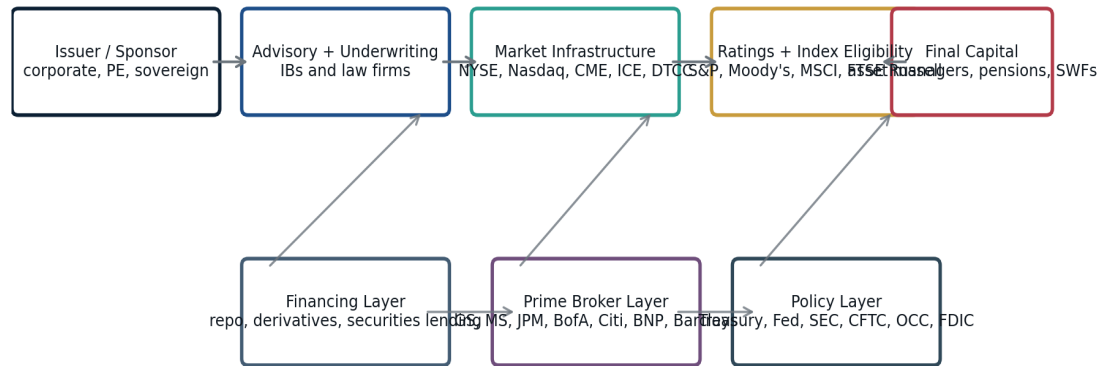 Issuer / Sponsor
corporate, PE, sovereign
Advisory + Underwriting
IBs and law firms
Market Infrastructure
NYSE, Nasdaq, CME, ICE, DTCC
Ratings + Index Eligibility
S&P, Moody's, MSCI, FTSE Russell
Final Capital
asset managers, pensions, SWFs
Financing Layer
repo, derivatives, securities lending
Prime Broker Layer
GS, MS, JPM, BofA, Citi, BNP, Barclays
Policy Layer
Treasury, Fed, SEC, CFTC, OCC, FDIC